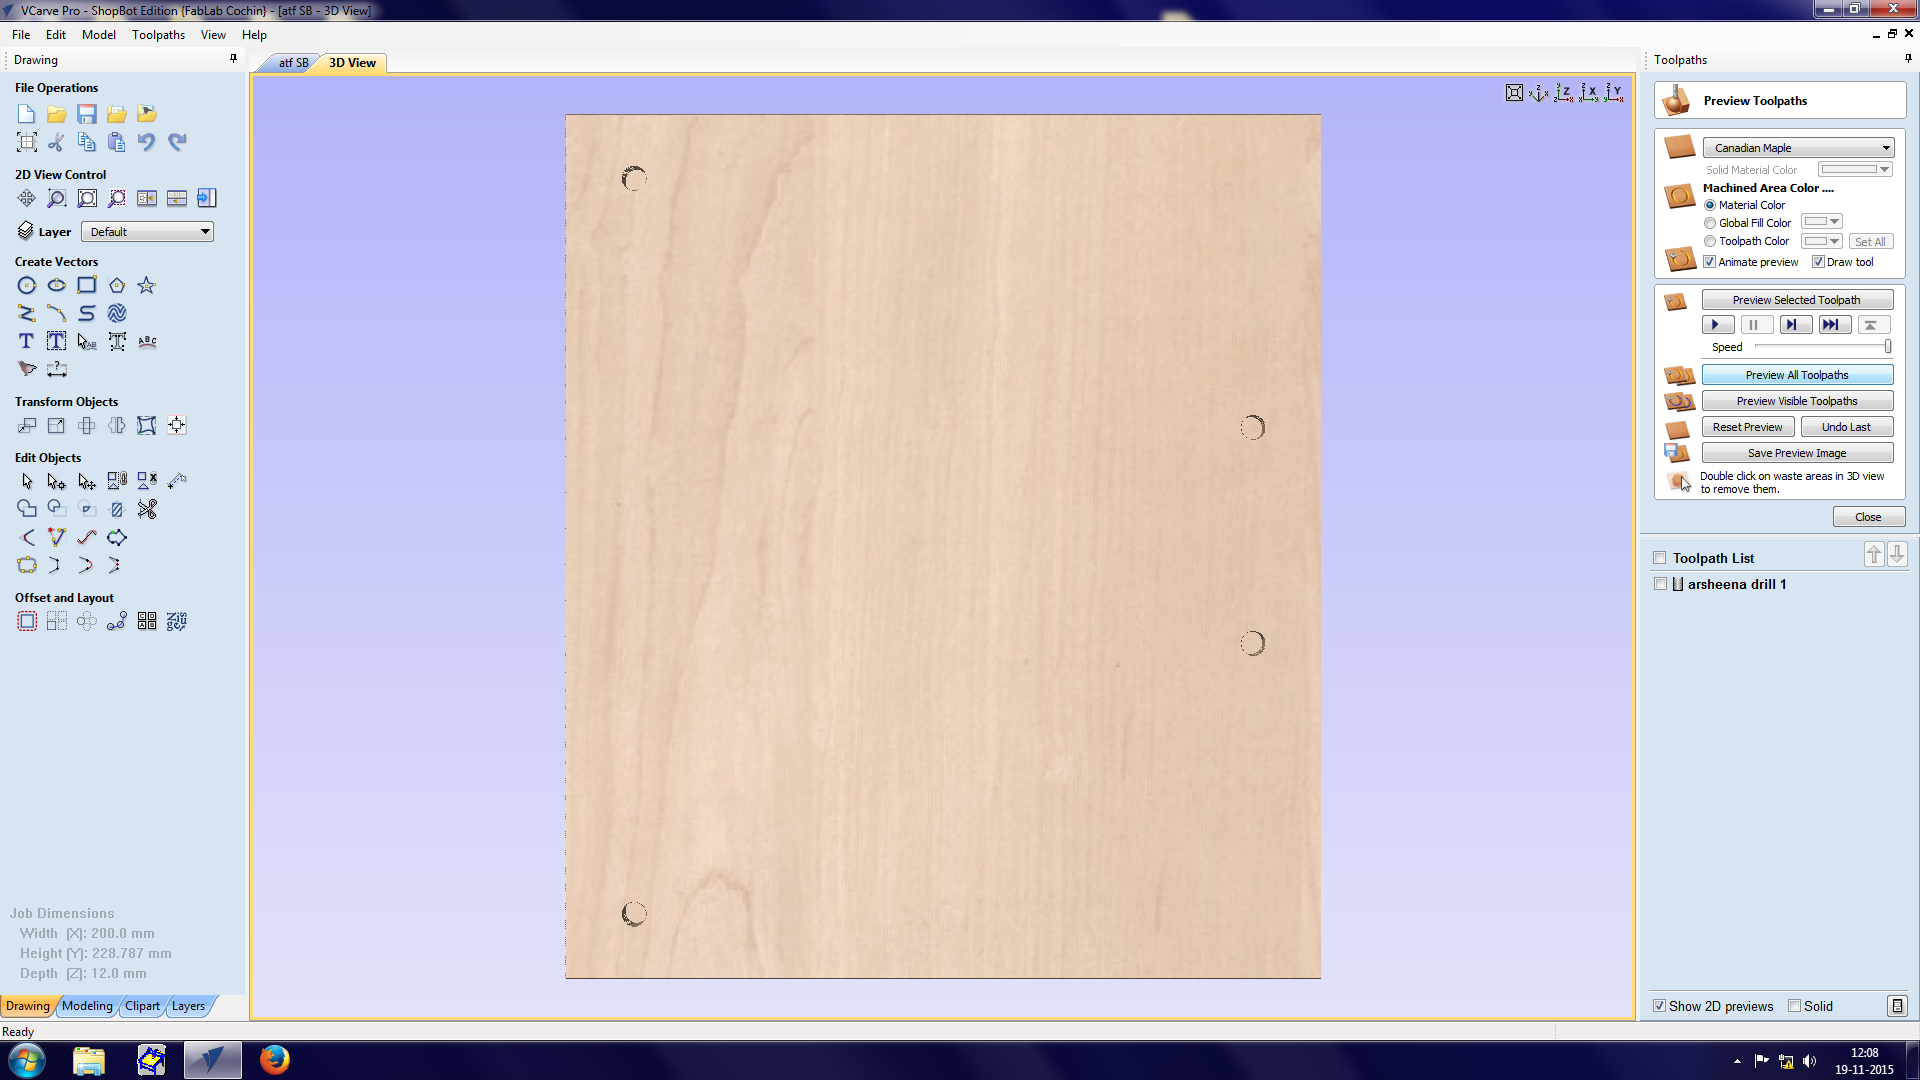 VCarve Pro - ShopBot Edition {FabLab Cochin} - [atf SB - 3D View]
File Edit Model Toolpaths View Help
Drawing
File Operations
2D View Control
Layer Default
Create Vectors
Transform Objects
Edit Objects
Offset and Layout
Job Dimensions
Width (X): 200.0 mm
Height (Y): 228.787 mm
Depth (Z): 12.0 mm
Drawing Modeling Clipart Layers
Ready
atf SB 3D View
Toolpaths
Preview Toolpaths
Canadian Maple
Solid Material Color
Machined Area Color ....
Material Color
Global Fill Color
Toolpath Color Set All
Animate preview Draw tool
Preview Selected Toolpath
Speed
Preview All Toolpaths
Preview Visible Toolpaths
Reset Preview Undo Last
Save Preview Image
Double click on waste areas in 3D view
to remove them.
Close
Toolpath List
arsheena drill 1
Show 2D previews Solid
12:08
19-11-2015